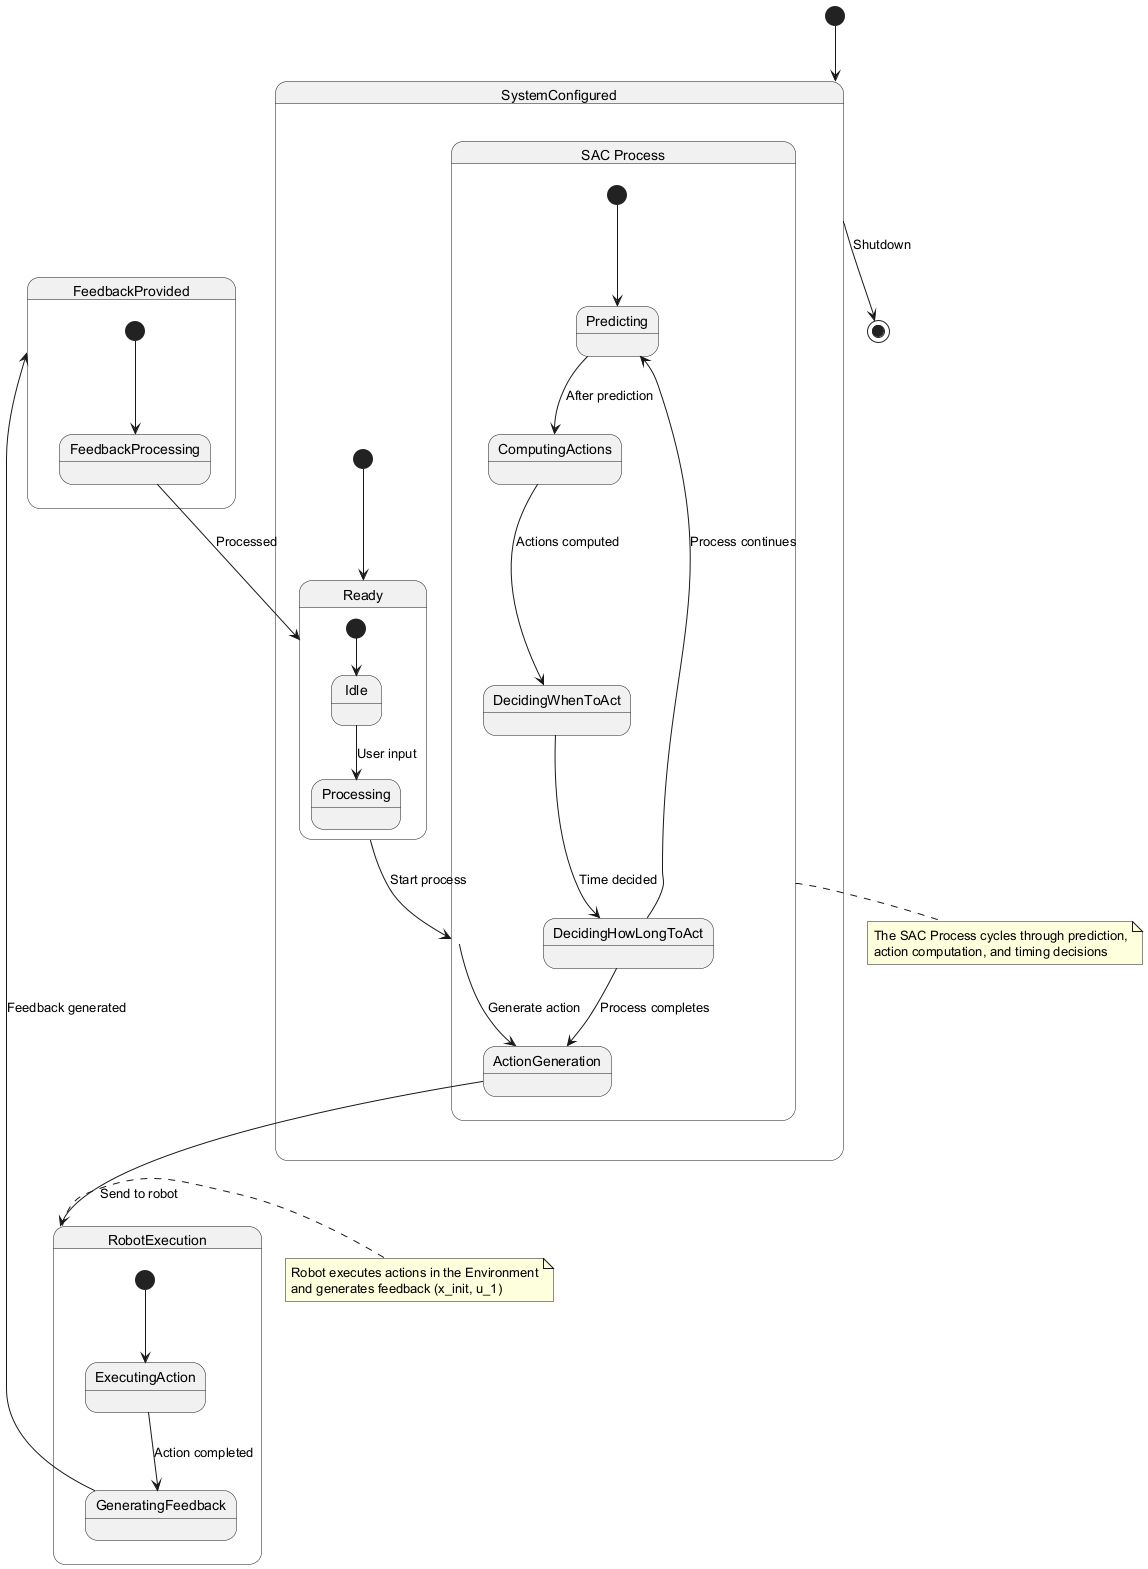 SystemConfigured
SAC Process
Shutdown
FeedbackProvided
Predicting
After prediction
FeedbackProcessing
ComputingActions
Processed
Actions computed
Process continues
Ready
Idle
DecidingWhenToAct
User input
Processing
Start process
Time decided
DecidingHowLongToAct
The SAC Process cycles through prediction,
action computation, and timing decisions
Feedback generated
Generate action
Process completes
ActionGeneration
Send to robot
RobotExecution
Robot executes actions in the Environment
and generates feedback (x_init, u_1)
ExecutingAction
Action completed
GeneratingFeedback